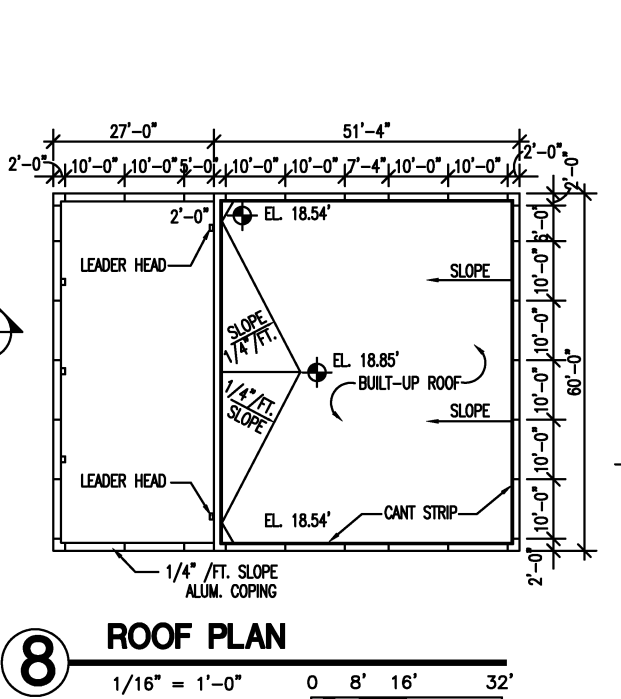 27'-0" 51'-4"
2'-0" 10'-0" 10'-0" 5'-0" 10'-0" 10'-0" 7'-4" 10'-0" 10'-0" 2'-0"
2'-0"
2'-0" EL. 18.54'
6'-0"
LEADER HEAD
SLOPE
10'-0"
SLOPE
1/4"/FT.
10'-0"
EL. 18.85'
BUILT-UP ROOF
60'-0"
1/4"/FT.
SLOPE
10'-0"
SLOPE
10'-0"
LEADER HEAD
CANT STRIP
EL. 18.54'
10'-0"
2'-0"
1/4" /FT. SLOPE
ALUM. COPING
8 ROOF PLAN
1/16" = 1'-0" 0 8' 16' 32'